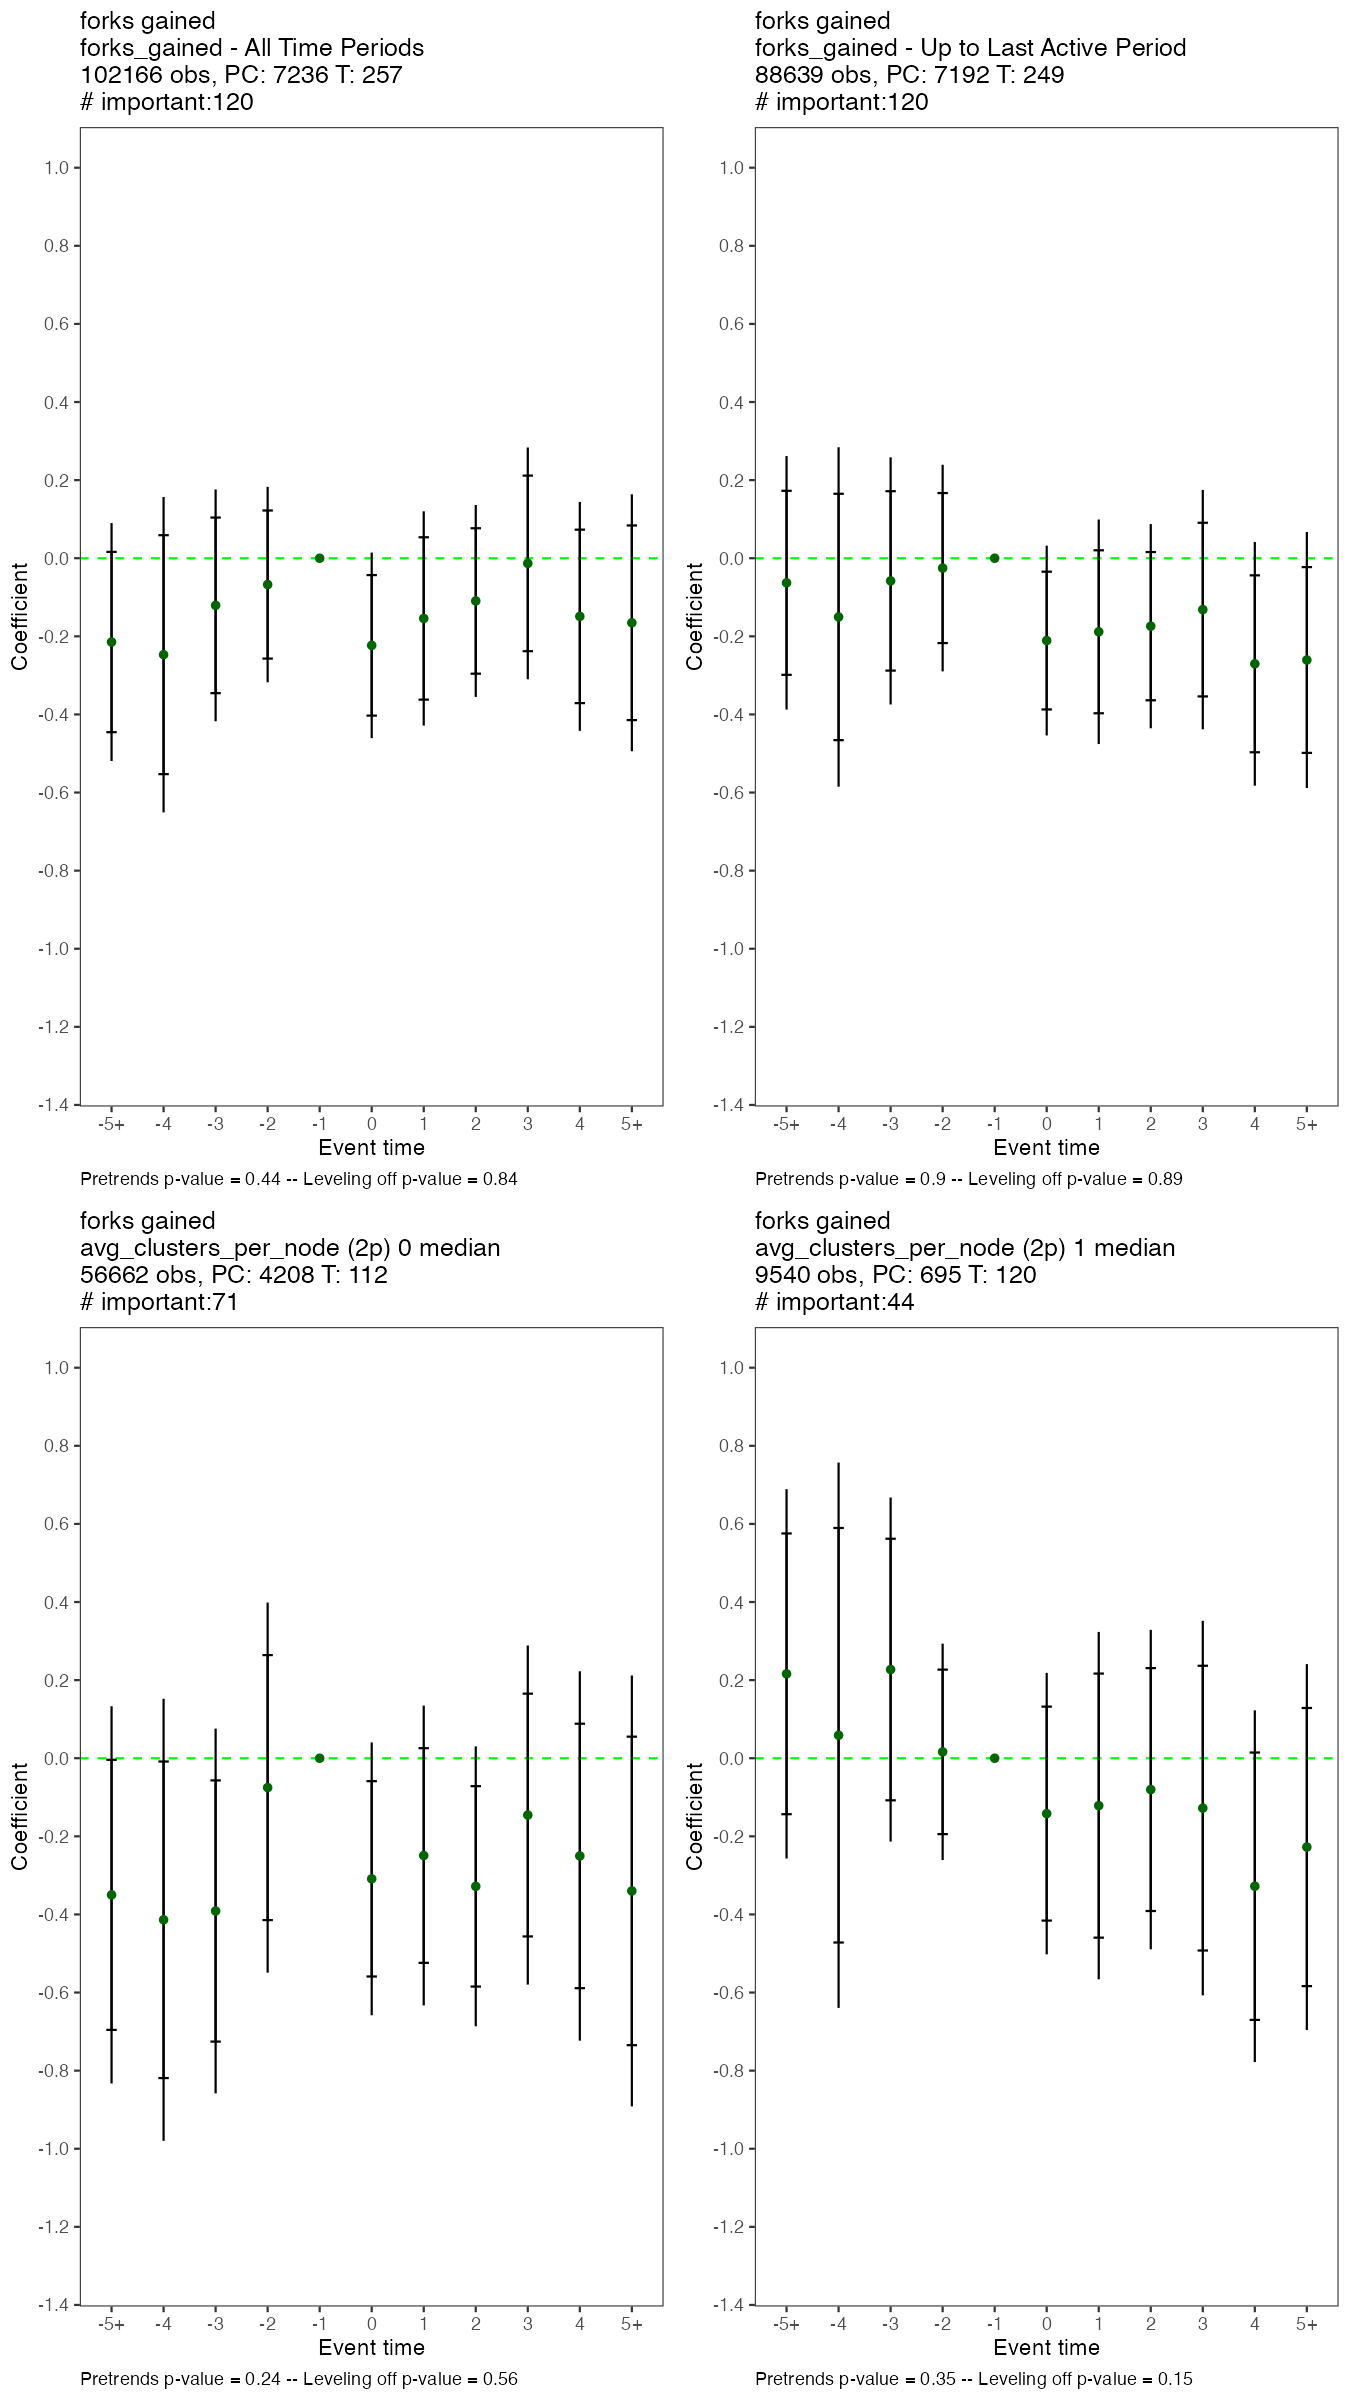 forks gained
forks_gained - All Time Periods
102166 obs, PC: 7236 T: 257
# important:120
Coefficient
1.0
0.8
0.6
0.4
0.2
0.0
-0.2
-0.4
-0.6
-0.8
-1.0
-1.2
-1.4
-5+ -4 -3 -2 -1 0 1 2 3 4 5+
Event time
Pretrends p-value = 0.44 -- Leveling off p-value = 0.84
forks gained
forks_gained - Up to Last Active Period
88639 obs, PC: 7192 T: 249
# important:120
Coefficient
1.0
0.8
0.6
0.4
0.2
0.0
-0.2
-0.4
-0.6
-0.8
-1.0
-1.2
-1.4
-5+ -4 -3 -2 -1 0 1 2 3 4 5+
Event time
Pretrends p-value = 0.9 -- Leveling off p-value = 0.89
forks gained
avg_clusters_per_node (2p) 0 median
56662 obs, PC: 4208 T: 112
# important:71
Coefficient
1.0
0.8
0.6
0.4
0.2
0.0
-0.2
-0.4
-0.6
-0.8
-1.0
-1.2
-1.4
-5+ -4 -3 -2 -1 0 1 2 3 4 5+
Event time
Pretrends p-value = 0.24 -- Leveling off p-value = 0.56
forks gained
avg_clusters_per_node (2p) 1 median
9540 obs, PC: 695 T: 120
# important:44
Coefficient
1.0
0.8
0.6
0.4
0.2
0.0
-0.2
-0.4
-0.6
-0.8
-1.0
-1.2
-1.4
-5+ -4 -3 -2 -1 0 1 2 3 4 5+
Event time
Pretrends p-value = 0.35 -- Leveling off p-value = 0.15